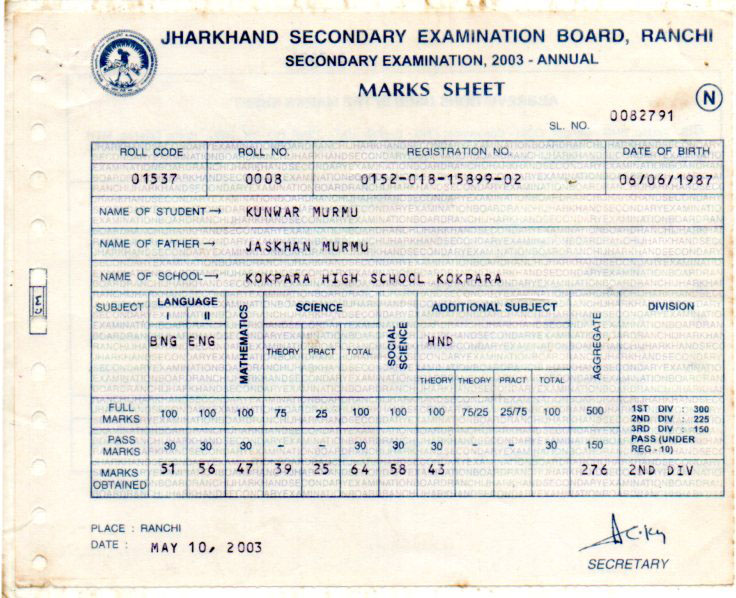 JHARKHAND SECONDARY EXAMINATION BOARD, RANCHI
SECONDARY EXAMINATION, 2003 - ANNUAL
MARKS SHEET
N
SL. NO. 0082791
ROLL CODE ROLL NO. REGISTRATION NO. DATE OF BIRTH
01537 0008 0152-018-15899-02 06/06/1987
NAME OF STUDENT → KUNWAR MURMU
NAME OF FATHER → JASKHAN MURMU
NAME OF SCHOOL → KOKPARA HIGH SCHOOL KOKPARA
SUBJECT LANGUAGE MATHEMATICS SCIENCE SOCIAL SCIENCE ADDITIONAL SUBJECT AGGREGATE DIVISION
I II
BNG ENG HND
THEORY PRACT TOTAL
THEORY THEORY PRACT TOTAL
FULL MARKS 100 100 100 75 25 100 100 100 75/25 25/75 100 500
1ST DIV : 300
2ND DIV : 225
3RD DIV : 150
PASS MARKS 30 30 30 - - 30 30 30 - - 30 150
PASS (UNDER
REG - 10)
MARKS OBTAINED 51 56 47 39 25 64 58 43 276 2ND DIV
PLACE : RANCHI
DATE : MAY 10, 2003
SECRETARY